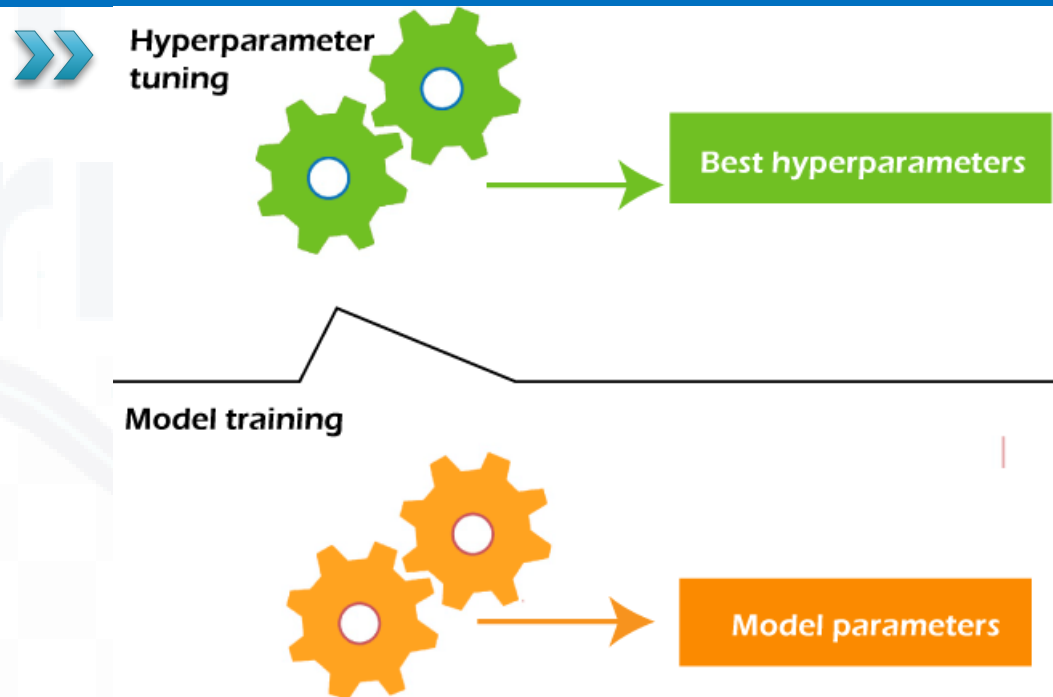 Hyperparameter
tuning
Best hyperparameters
Model training
Model parameters